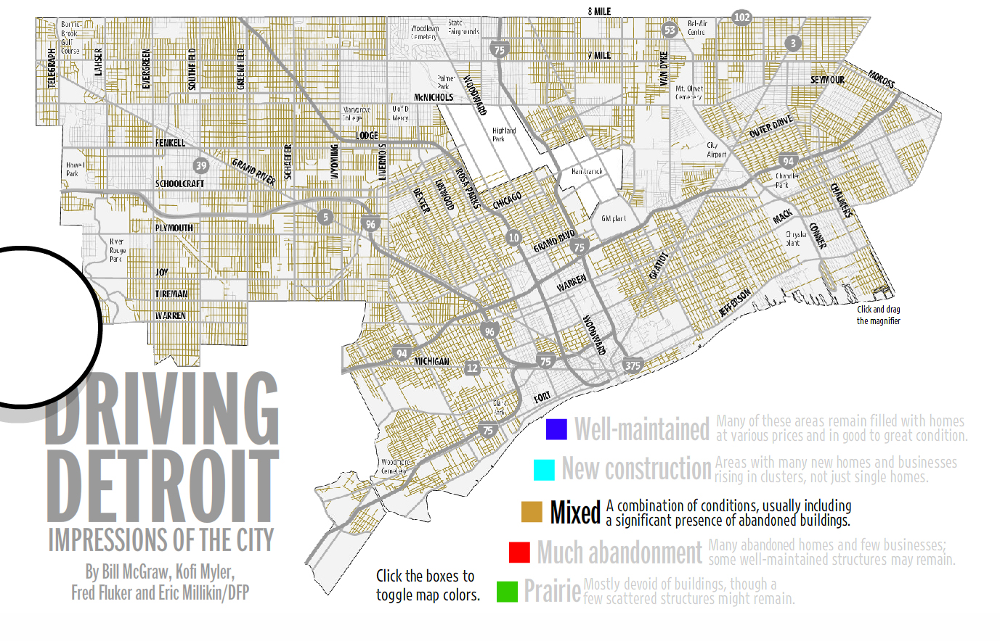 8 MILE
102
Bonnie
Brook
Golf
Course
Woodlawn
Cemetery
State
Fairgrounds
53
Bel-Air
Centre
3
75
7 MILE
TELEGRAPH
LAHSER
EVERGREEN
SOUTHFIELD
GREENFIELD
VAN DYKE
SEYMOUR
MOROSS
Palmer
Park
WOODWARD
McNICHOLS
Mt. Olivet
Cemetery
Marygrove
College
U of D
Mercy
LODGE
Highland
Park
OUTER DRIVE
FENKELL
SCHAEFER
WYOMING
LIVERNOIS
City
Airport
Howell
Park
39
GRAND RIVER
94
Hamtramck
Chandler
Park
SCHOOLCRAFT
DEXTER
LINWOOD
ROSA PARKS
CHICAGO
CHALMERS
5
96
GM plant
MACK
CONNER
PLYMOUTH
10
GRAND BLVD
75
Chrysler
plant
River
Rouge
Park
GRATIOT
JOY
WARREN
TIREMAN
JEFFERSON
WARREN
Click and drag
the magnifier
96
WOODWARD
94
MICHIGAN
12
75
375
FORT
Clark
Park
75
Woodmere
Cemetery
DRIVING
DETROIT
IMPRESSIONS OF THE CITY
By Bill McGraw, Kofi Myler,
Fred Fluker and Eric Millikin/DFP
Well-maintained
Many of these areas remain filled with homes
at various prices and in good to great condition.
New construction
Areas with many new homes and businesses
rising in clusters, not just single homes.
Mixed
A combination of conditions, usually including
a significant presence of abandoned buildings.
Much abandonment
Many abandoned homes and few businesses;
some well-maintained structures may remain.
Prairie
Mostly devoid of buildings, though a
few scattered structures might remain.
Click the boxes to
toggle map colors.